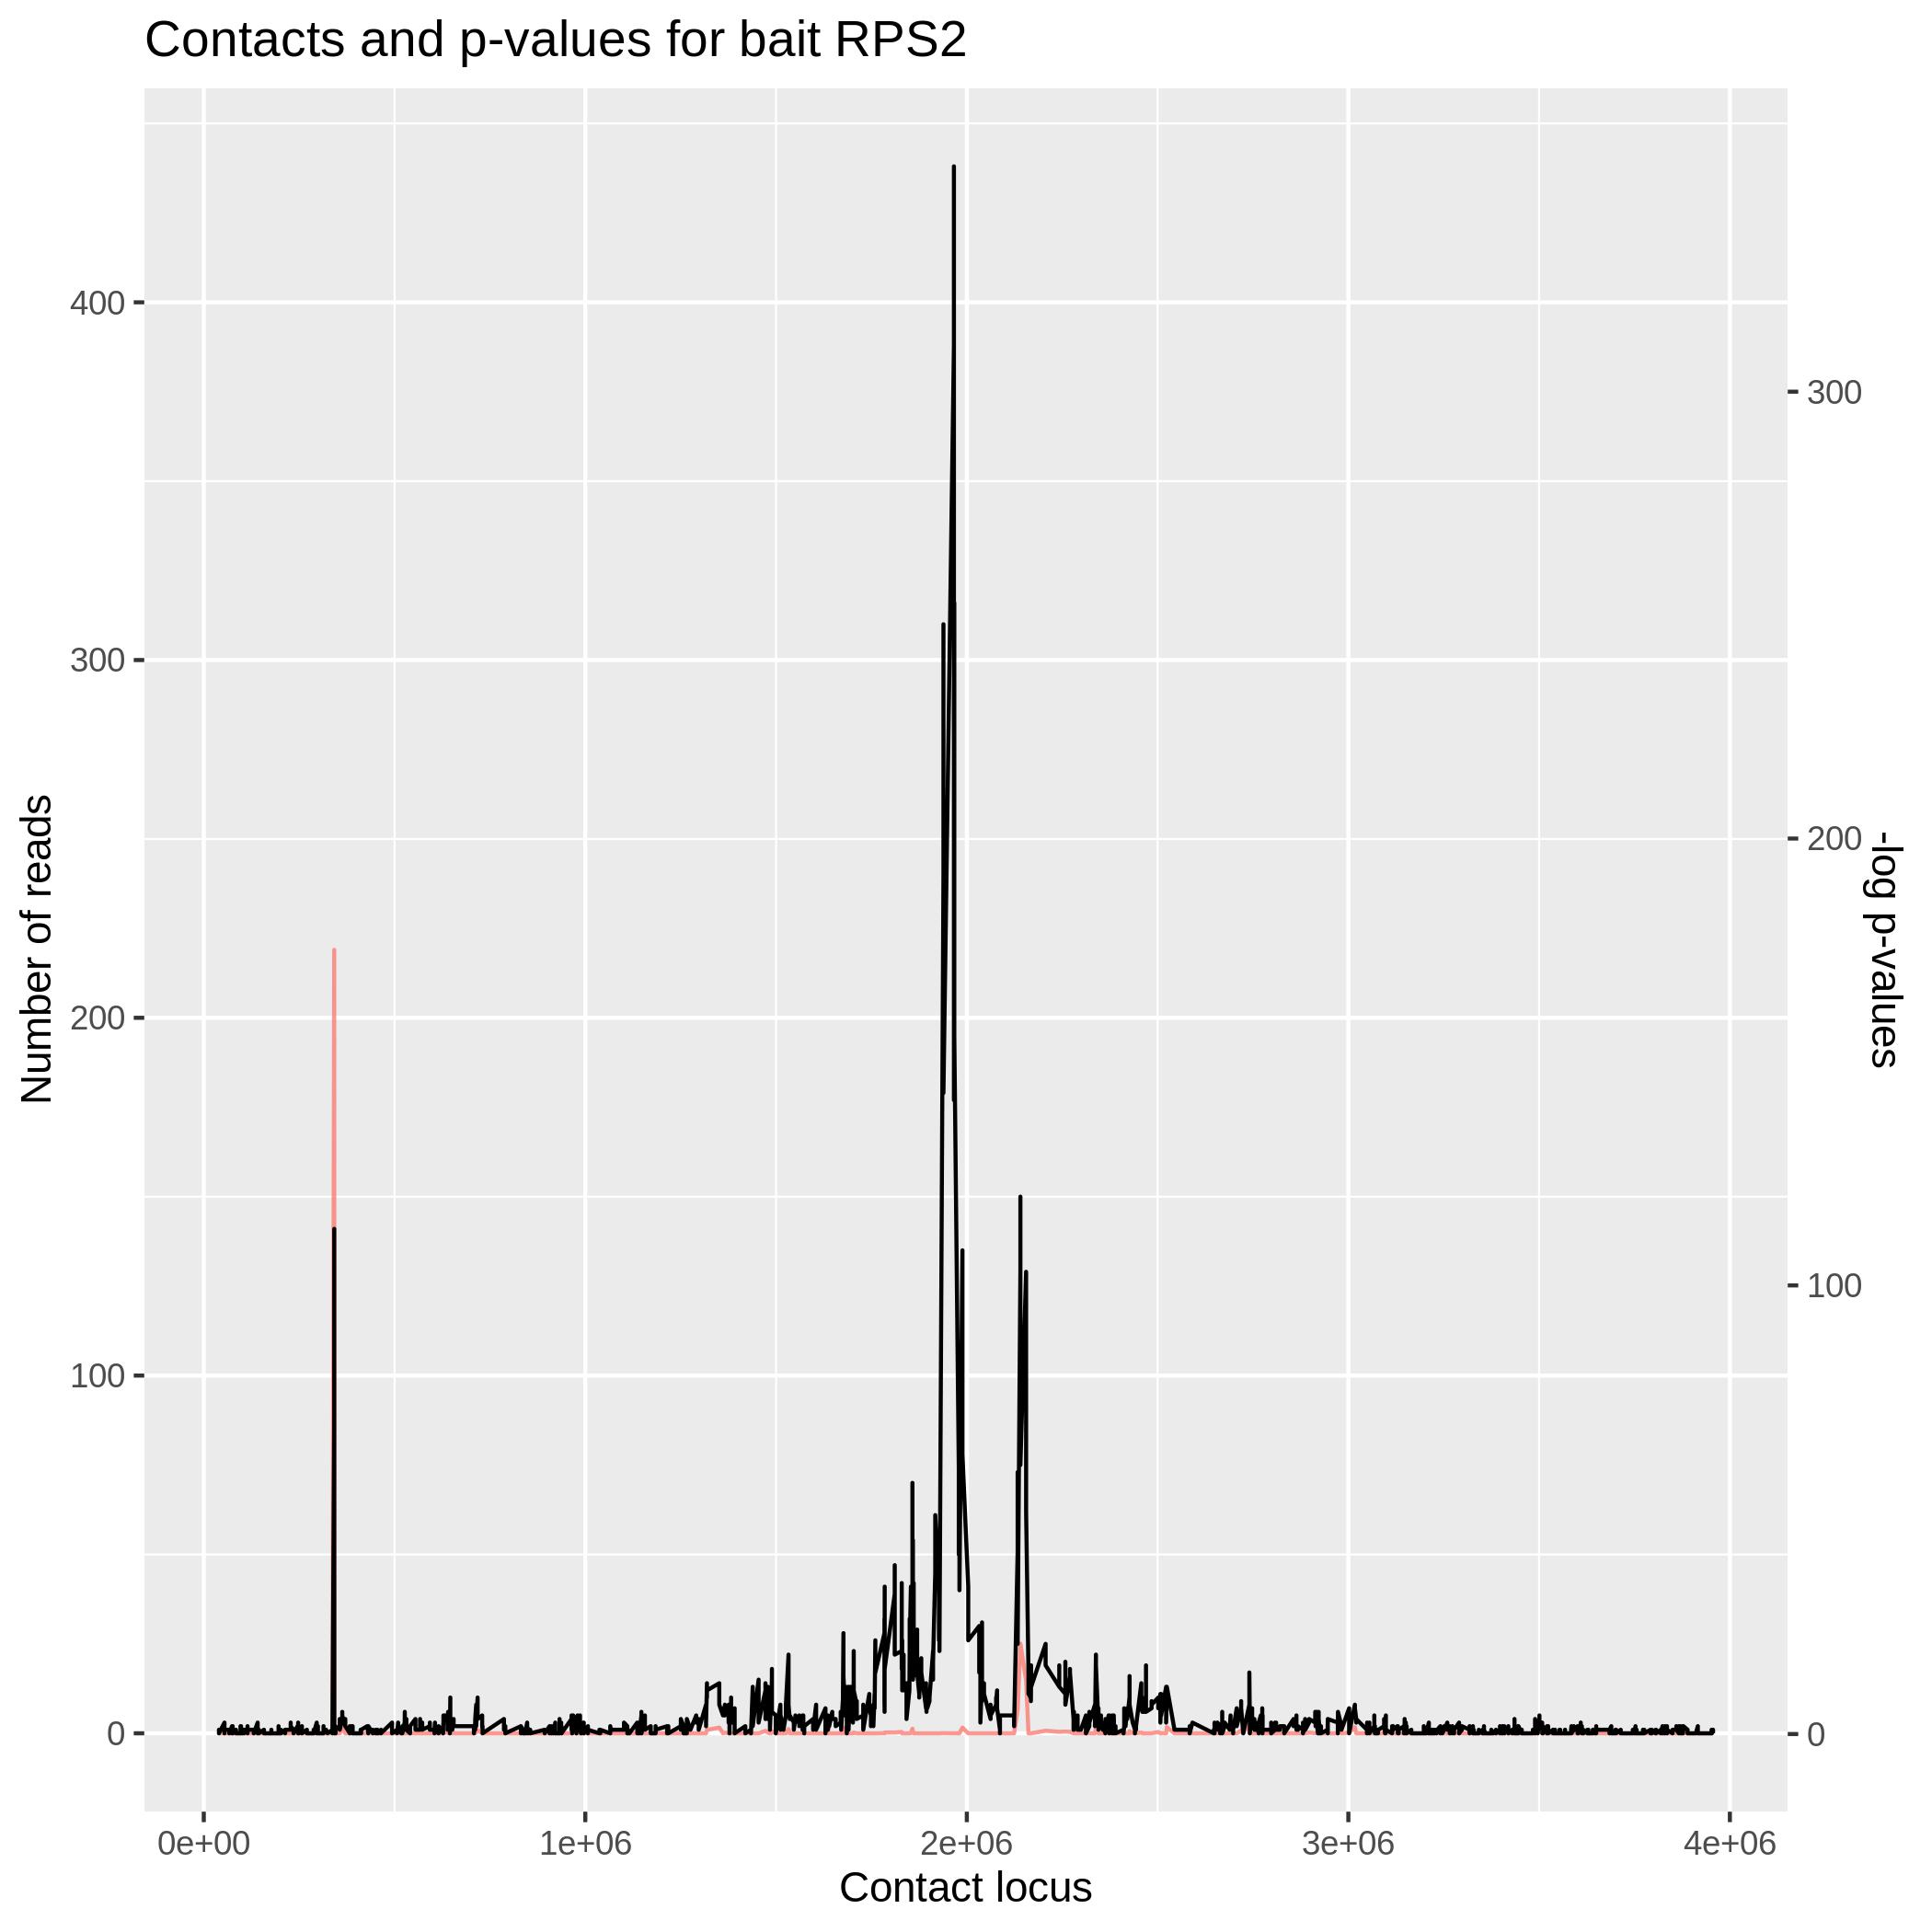 Contacts and p-values for bait RPS2
400
300
200
100
0
Number of reads
300
200
100
0
-log p-values
0e+00 1e+06 2e+06 3e+06 4e+06
Contact locus